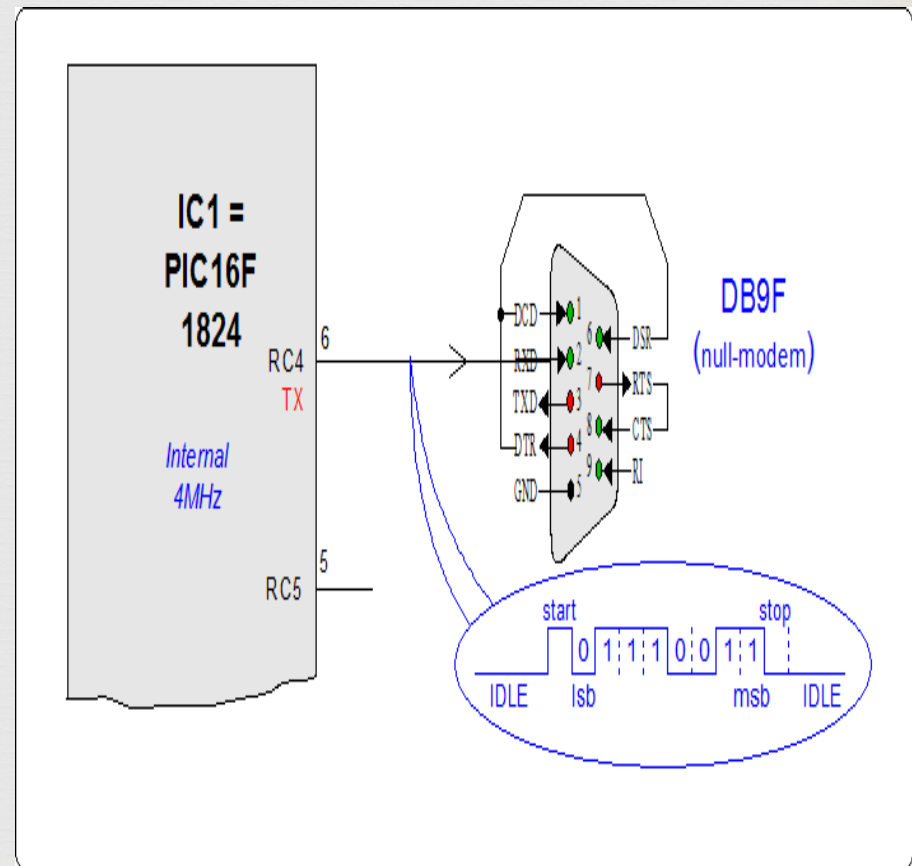 IC1 =
PIC16F
1824
6
RC4
TX
Internal
4MHz
5
RC5
DCD 1
6 DSR
RXD 2
7 RTS
TXD 3
8 CTS
DTR 4
9 RI
GND 5
DB9F
(null-modem)
start stop
0 1 1 1 0 0 1 1
IDLE lsb msb IDLE